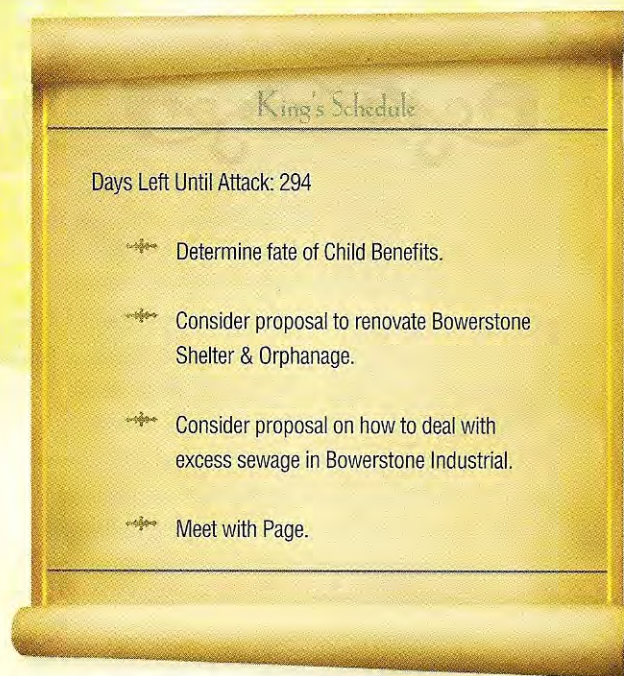 King's Schedule
Days Left Until Attack: 294
Determine fate of Child Benefits.
Consider proposal to renovate Bowerstone
Shelter & Orphanage.
Consider proposal on how to deal with
excess sewage in Bowerstone Industrial.
Meet with Page.